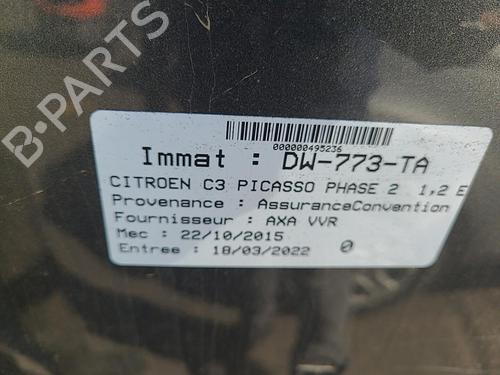 B-PARTS
000000495236
Immat : DW-773-TA
CITROEN C3 PICASSO PHASE 2 1,2 E
Provenance : AssuranceConvention
Fournisseur : AXA VVR
Mec : 22/10/2015
Entree : 18/03/2022 0